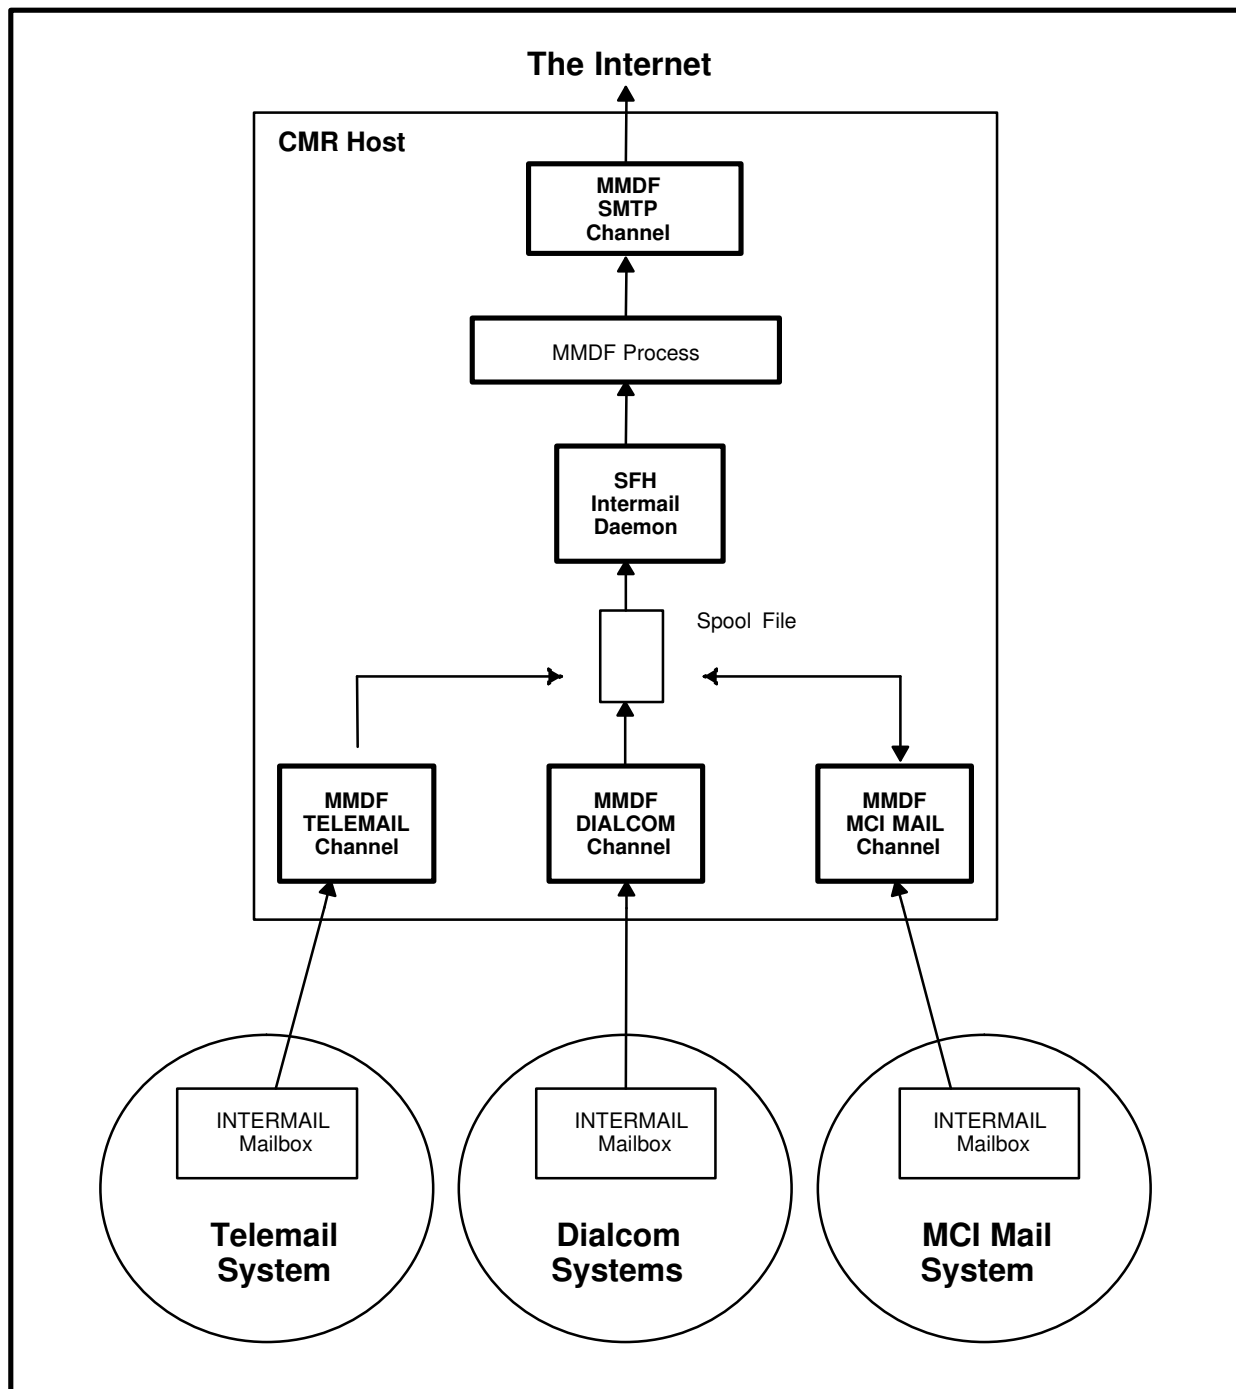 The Internet
CMR Host
MMDF
SMTP
Channel
MMDF Process
SFH
Intermail
Daemon
Spool File
MMDF
TELEMAIL
Channel
MMDF
DIALCOM
Channel
MMDF
MCI MAIL
Channel
INTERMAIL
Mailbox
INTERMAIL
Mailbox
INTERMAIL
Mailbox
Telemail
System
Dialcom
Systems
MCI Mail
System